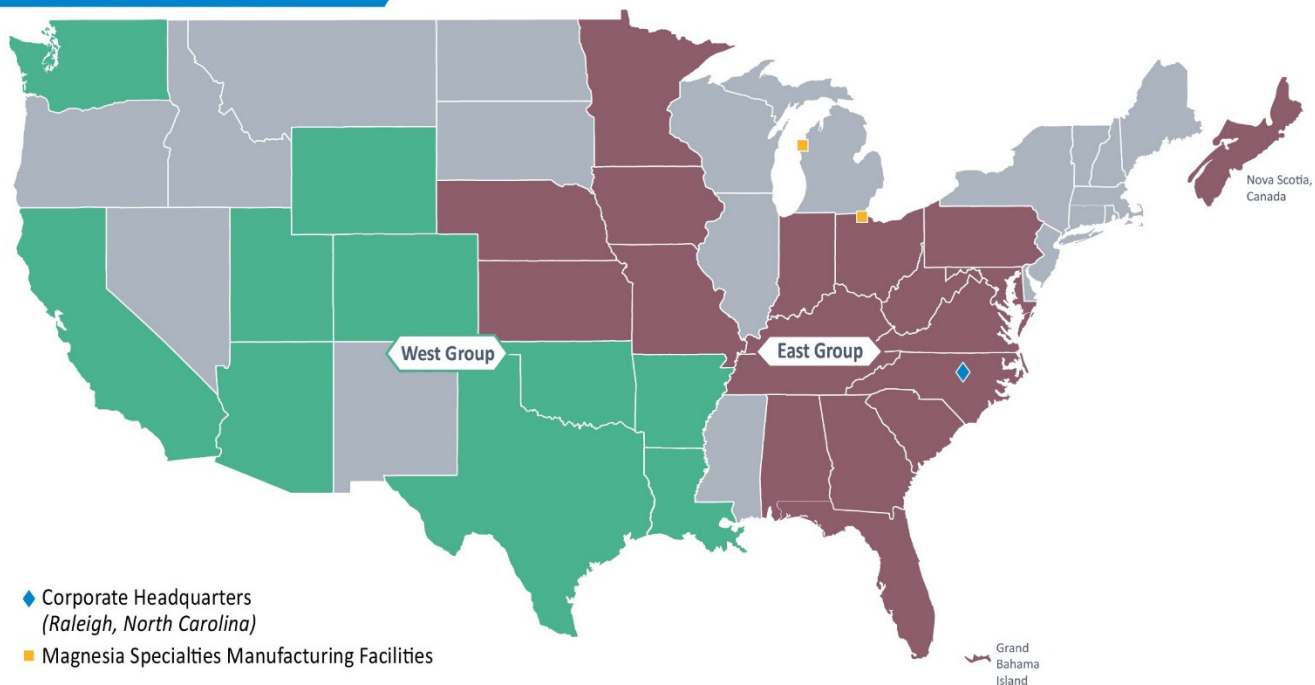 Nova Scotia,
Canada
West Group
East Group
Corporate Headquarters
(Raleigh, North Carolina)
Magnesia Specialties Manufacturing Facilities
Grand
Bahama
Island